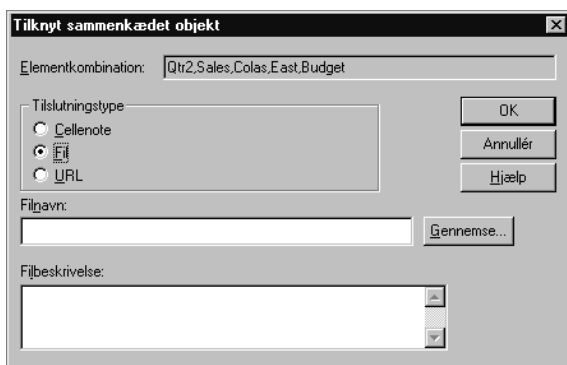 Tilknyt sammenkædet objekt
Elementkombination: Qtr2,Sales,Colas,East,Budget
Tilslutningstype
Cellenote
Fil
URL
OK
Annullér
Hjælp
Filnavn:
Gennemse...
Filbeskrivelse: